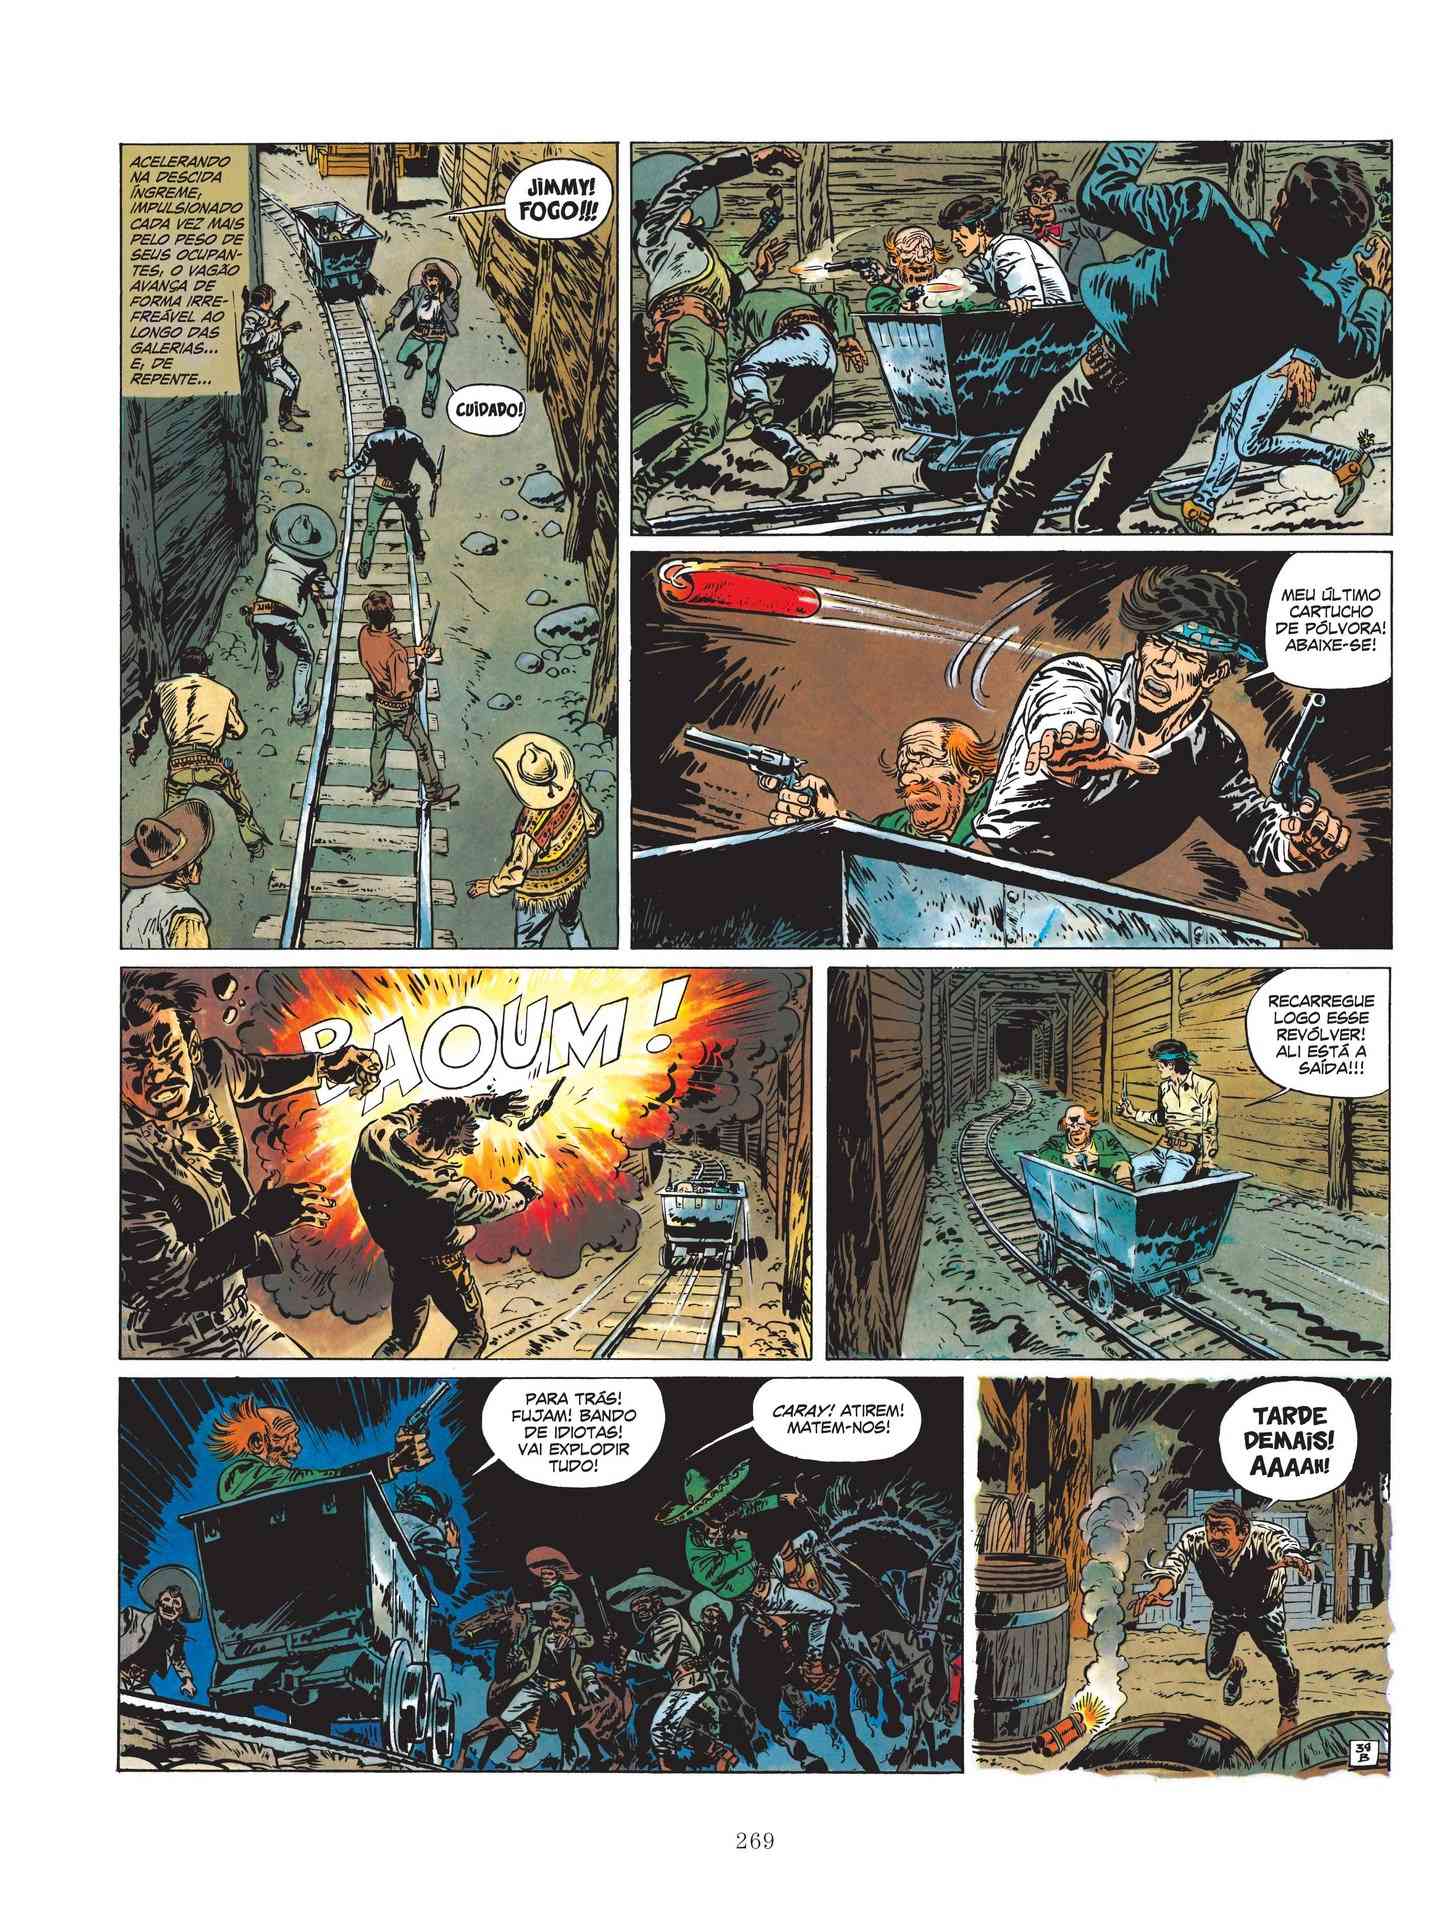 ACELERANDO
NA DESCIDA
ÍNGREME,
IMPULSIONADO
CADA VEZ MAIS
PELO PESO DE
SEUS OCUPAN-
TES, O VAGÃO
AVANÇA DE
FORMA IRRE-
FREÁVEL AO
LONGO DAS
GALERIAS...
E, DE
REPENTE...
JIMMY!
FOGO!!!
CUIDADO!
MEU ÚLTIMO
CARTUCHO
DE PÓLVORA!
ABAIXE-SE!
BAOUM!
RECARREGUE
LOGO ESSE
REVÓLVER!
ALI ESTÁ A
SAÍDA!!!
PARA TRÁS!
FUJAM! BANDO
DE IDIOTAS!
VAI EXPLODIR
TUDO!
CARAY! ATIREM!
MATEM-NOS!
TARDE
DEMAIS!
AAAAH!
39
B
269